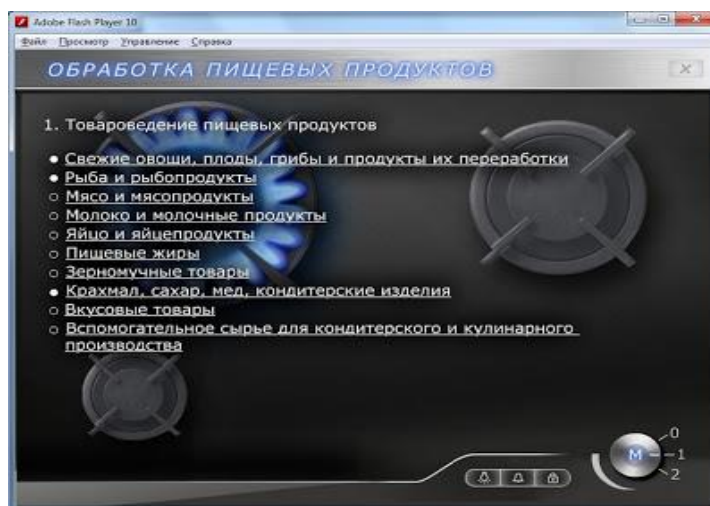 Adobe Flash Player 10
Файл Просмотр Управление Справка
ОБРАБОТКА ПИЩЕВЫХ ПРОДУКТОВ
1. Товароведение пищевых продуктов
Свежие овощи, плоды, грибы и продукты их переработки
Рыба и рыбопродукты
Мясо и мясопродукты
Молоко и молочные продукты
Яйцо и яйцепродукты
Пищевые жиры
Зерномучные товары
Крахмал, сахар, мед, кондитерские изделия
Вкусовые товары
Вспомогательное сырье для кондитерского и кулинарного
производства
0
М 1
2